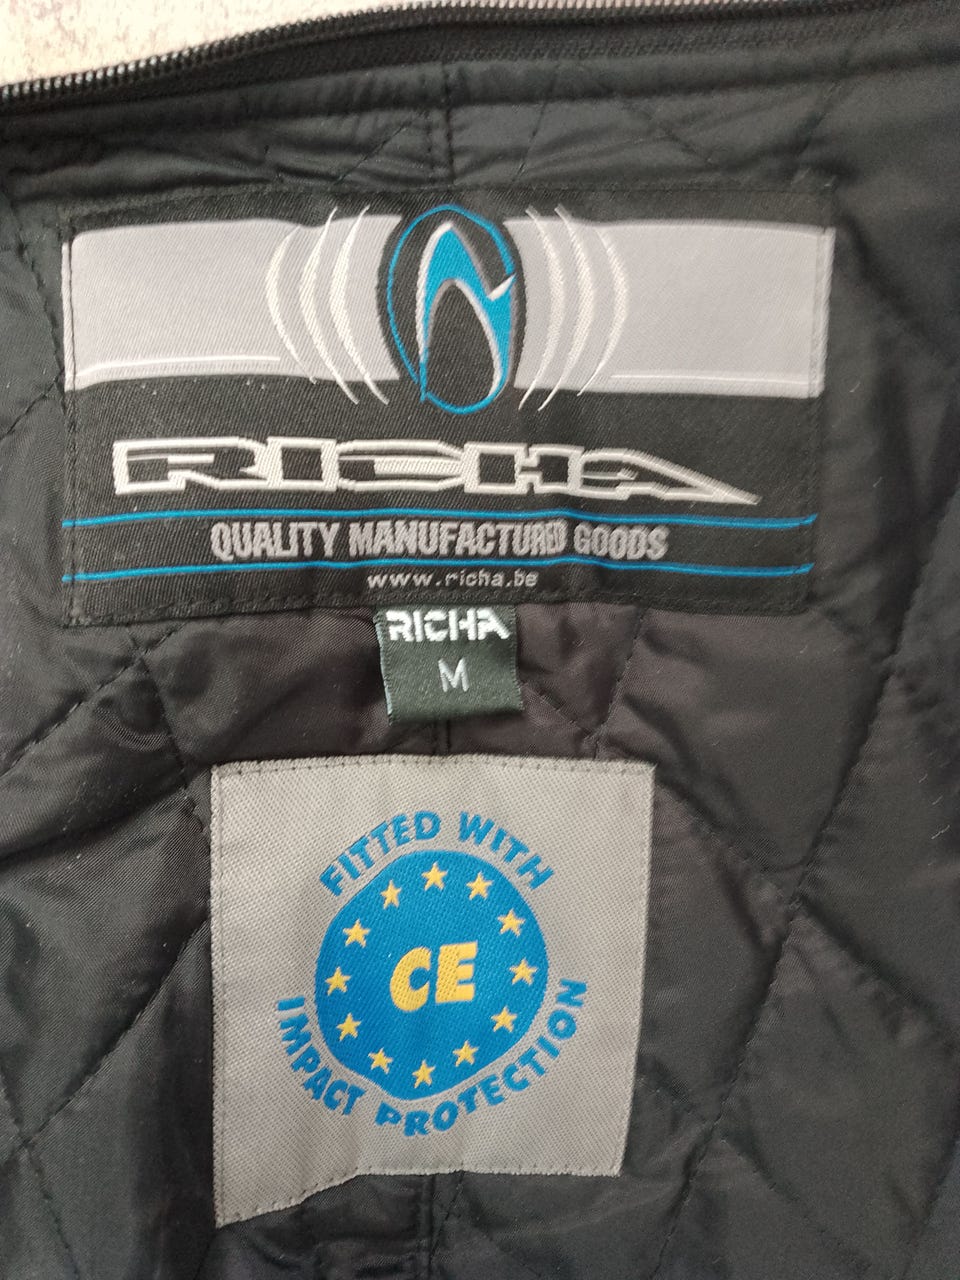 RICHA
QUALITY MANUFACTURED GOODS
www.richa.be
RICHA
M
FITTED WITH
CE
IMPACT PROTECTION